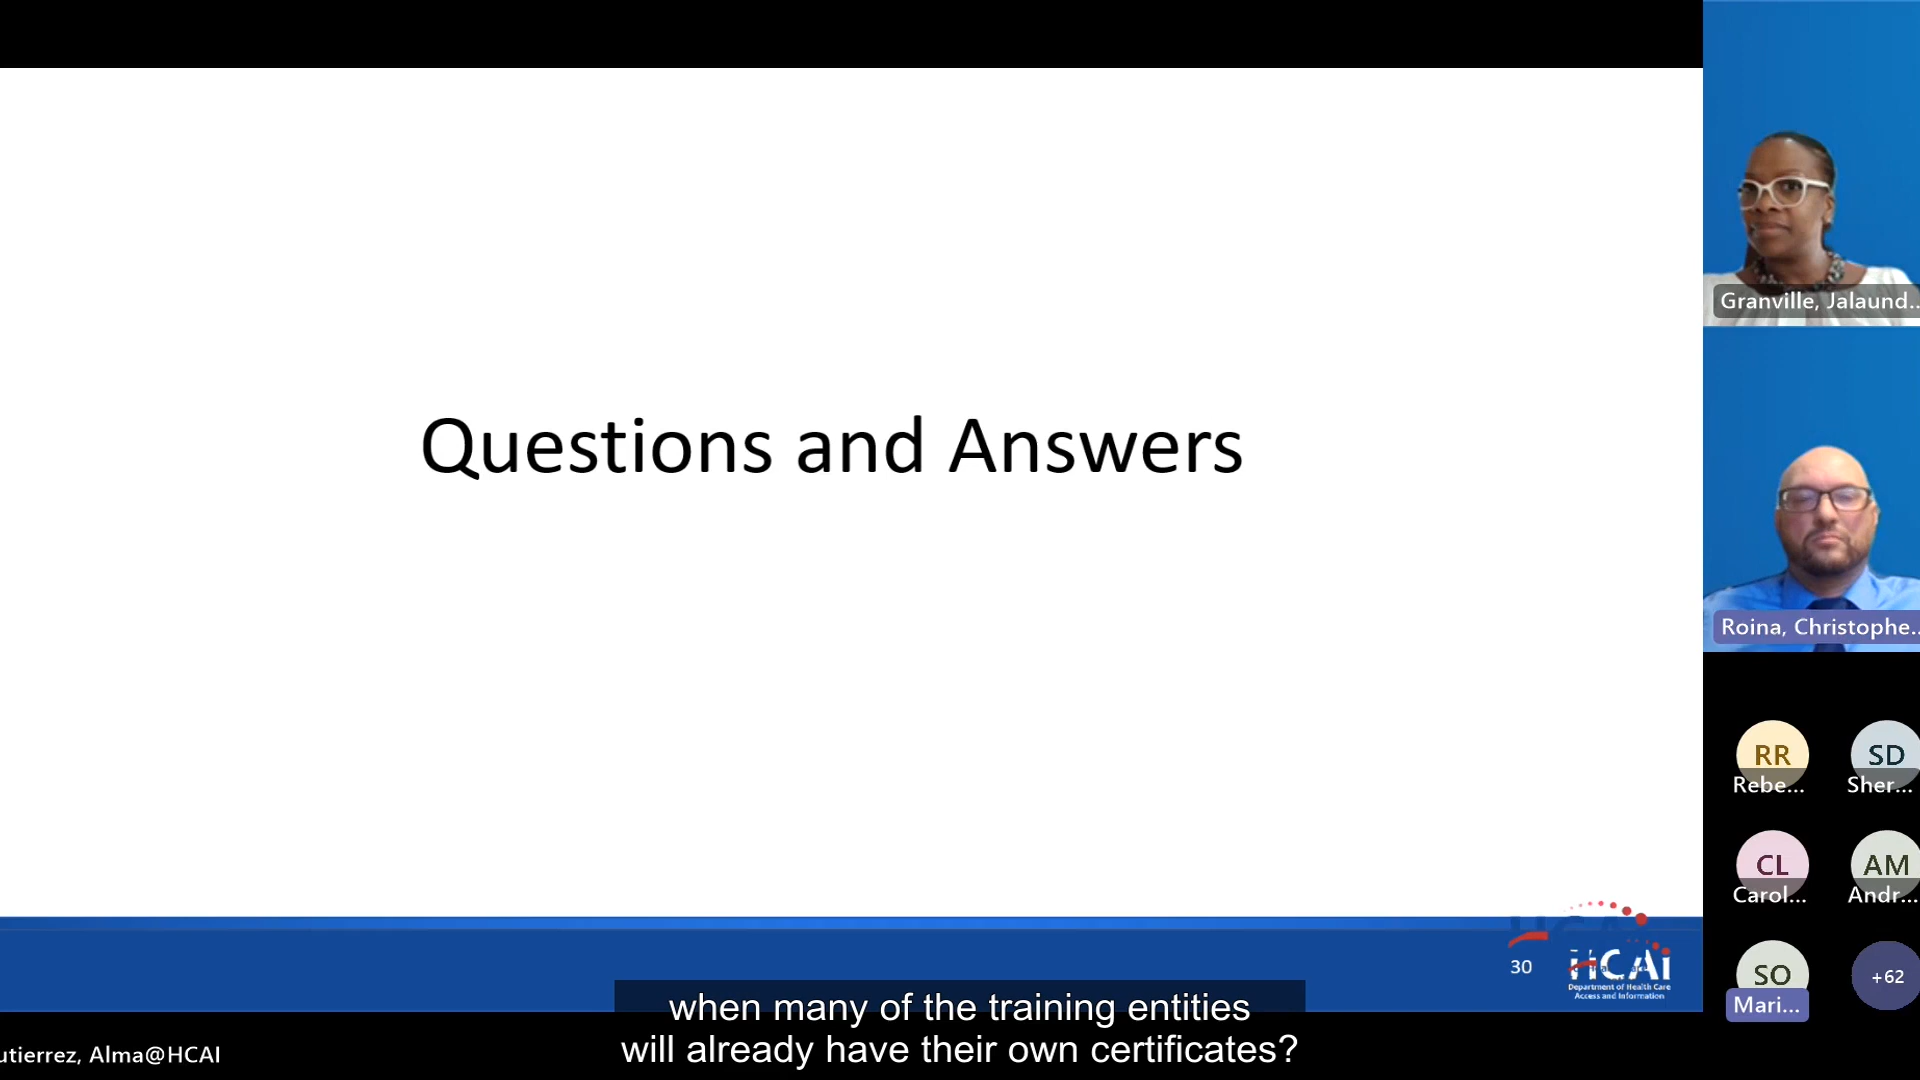 Questions and Answers
Granville, Jalaund...
Roina, Christophe...
RR
SD
Rebe...
Sher...
CL
AM
Carol...
Andr...
SO
+62
Mari...
30
HCAI
Department of Health Care
Access and Information
when many of the training entities
will already have their own certificates?
utierrez, Alma@HCAI